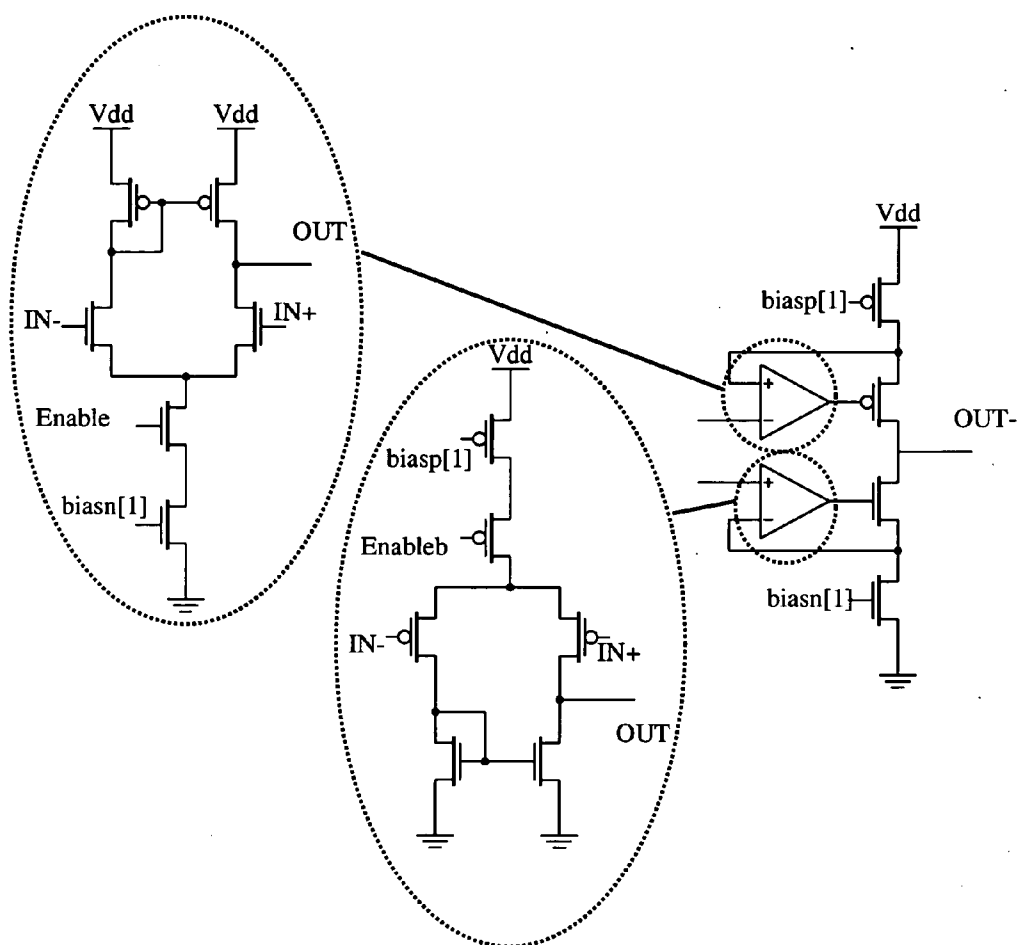 Vdd Vdd
OUT
IN- IN+
Enable
biasn[1]
Vdd
biasp[1]
Enableb
IN- IN+
OUT
Vdd
biasp[1]
+
-
OUT-
+
-
biasn[1]